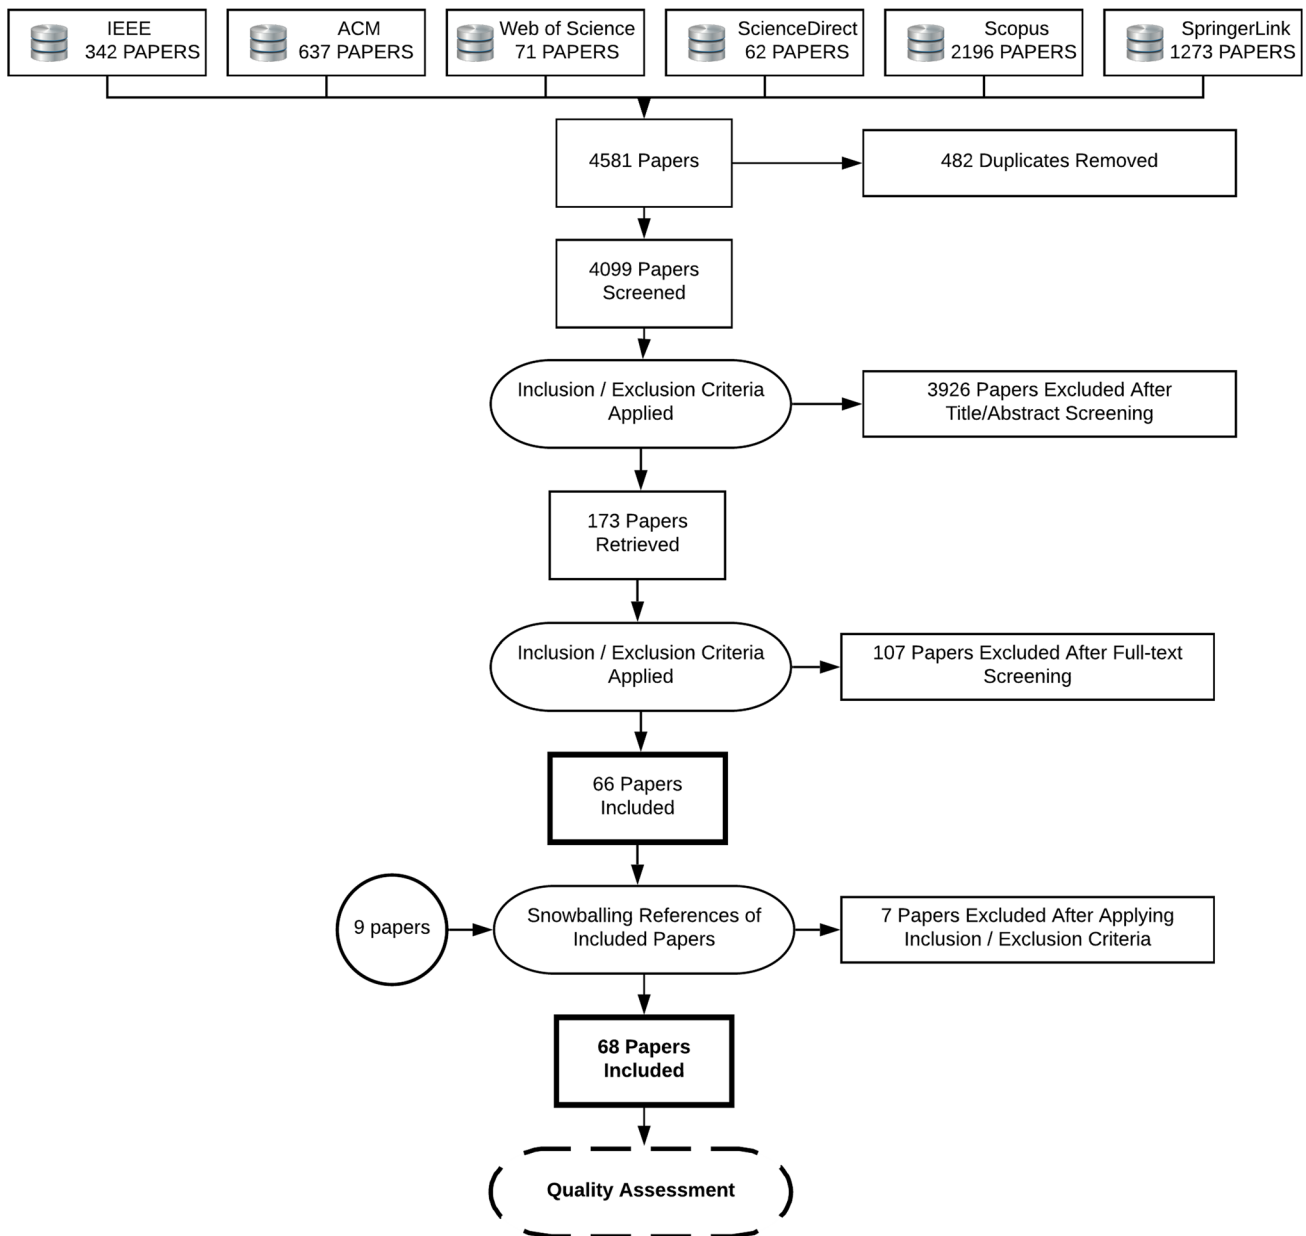 IEEE
342 PAPERS
ACM
637 PAPERS
Web of Science
71 PAPERS
ScienceDirect
62 PAPERS
Scopus
2196 PAPERS
SpringerLink
1273 PAPERS
4581 Papers
482 Duplicates Removed
4099 Papers
Screened
Inclusion / Exclusion Criteria
Applied
3926 Papers Excluded After
Title/Abstract Screening
173 Papers
Retrieved
Inclusion / Exclusion Criteria
Applied
107 Papers Excluded After Full-text
Screening
66 Papers
Included
9 papers
Snowballing References of
Included Papers
7 Papers Excluded After Applying
Inclusion / Exclusion Criteria
68 Papers
Included
Quality Assessment